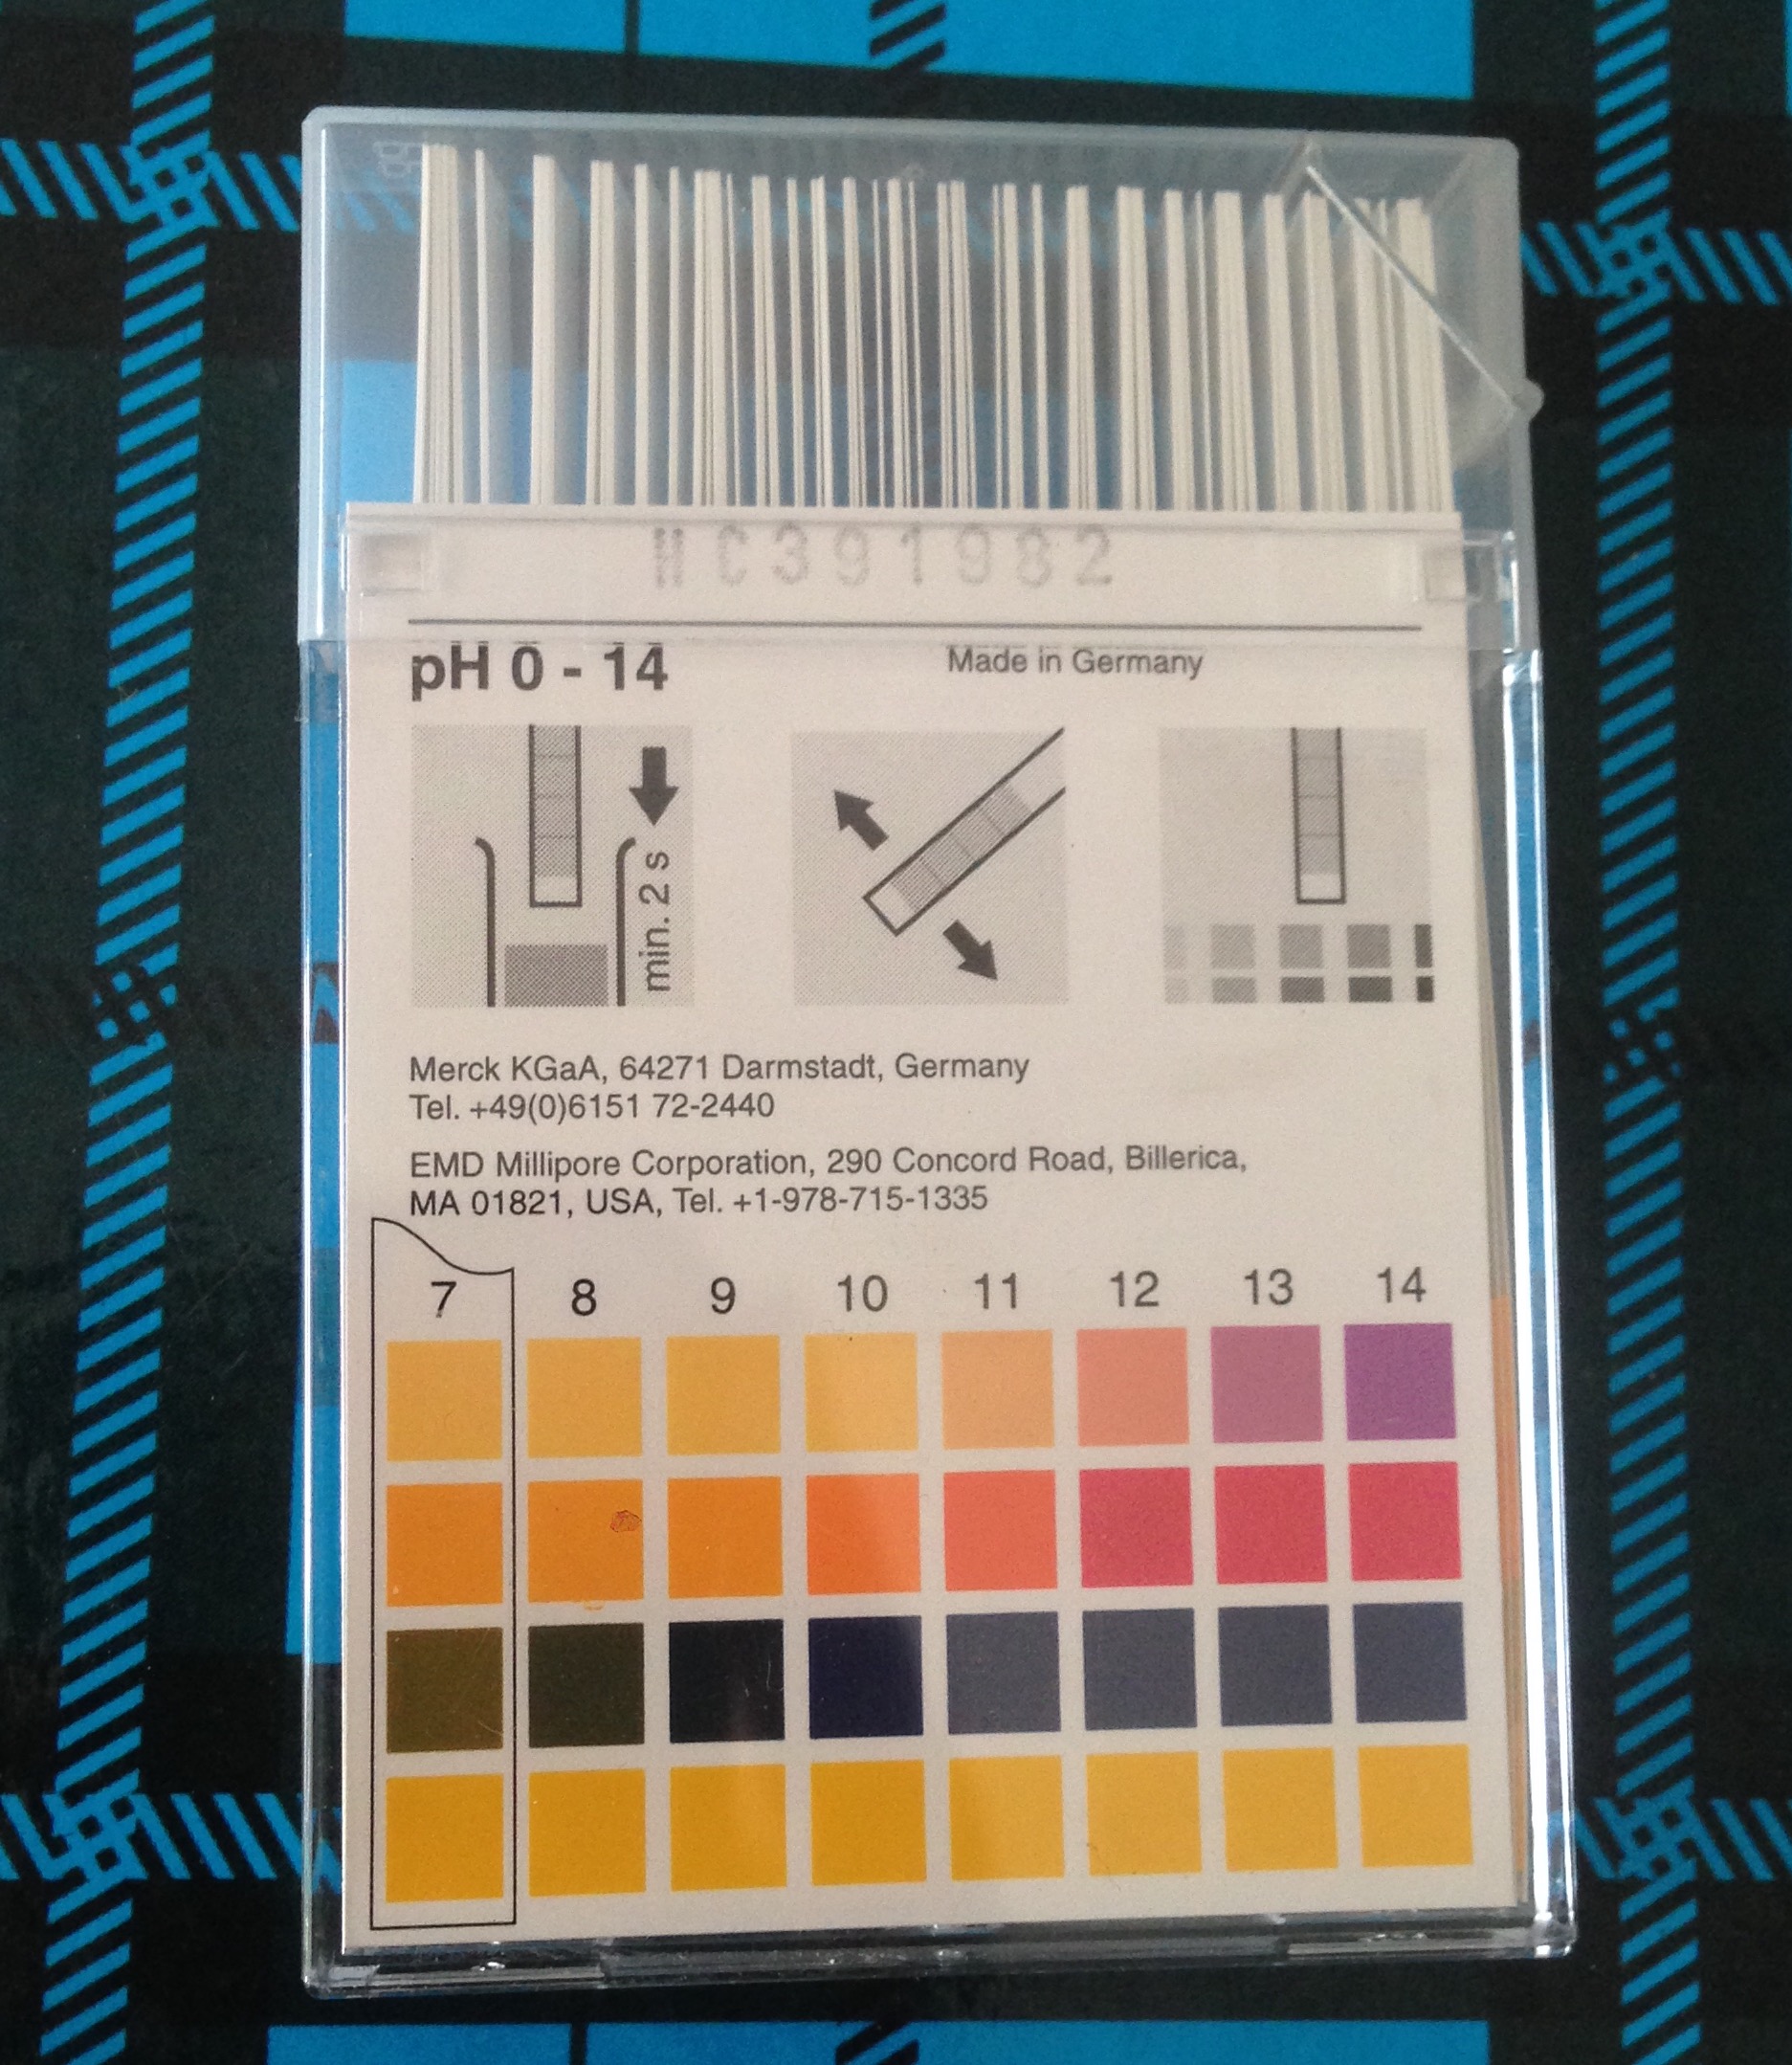 HC391982
pH 0 - 14
Made in Germany
min. 2 s
Merck KGaA, 64271 Darmstadt, Germany
Tel. +49(0)6151 72-2440
EMD Millipore Corporation, 290 Concord Road, Billerica,
MA 01821, USA, Tel. +1-978-715-1335
7 8 9 10 11 12 13 14